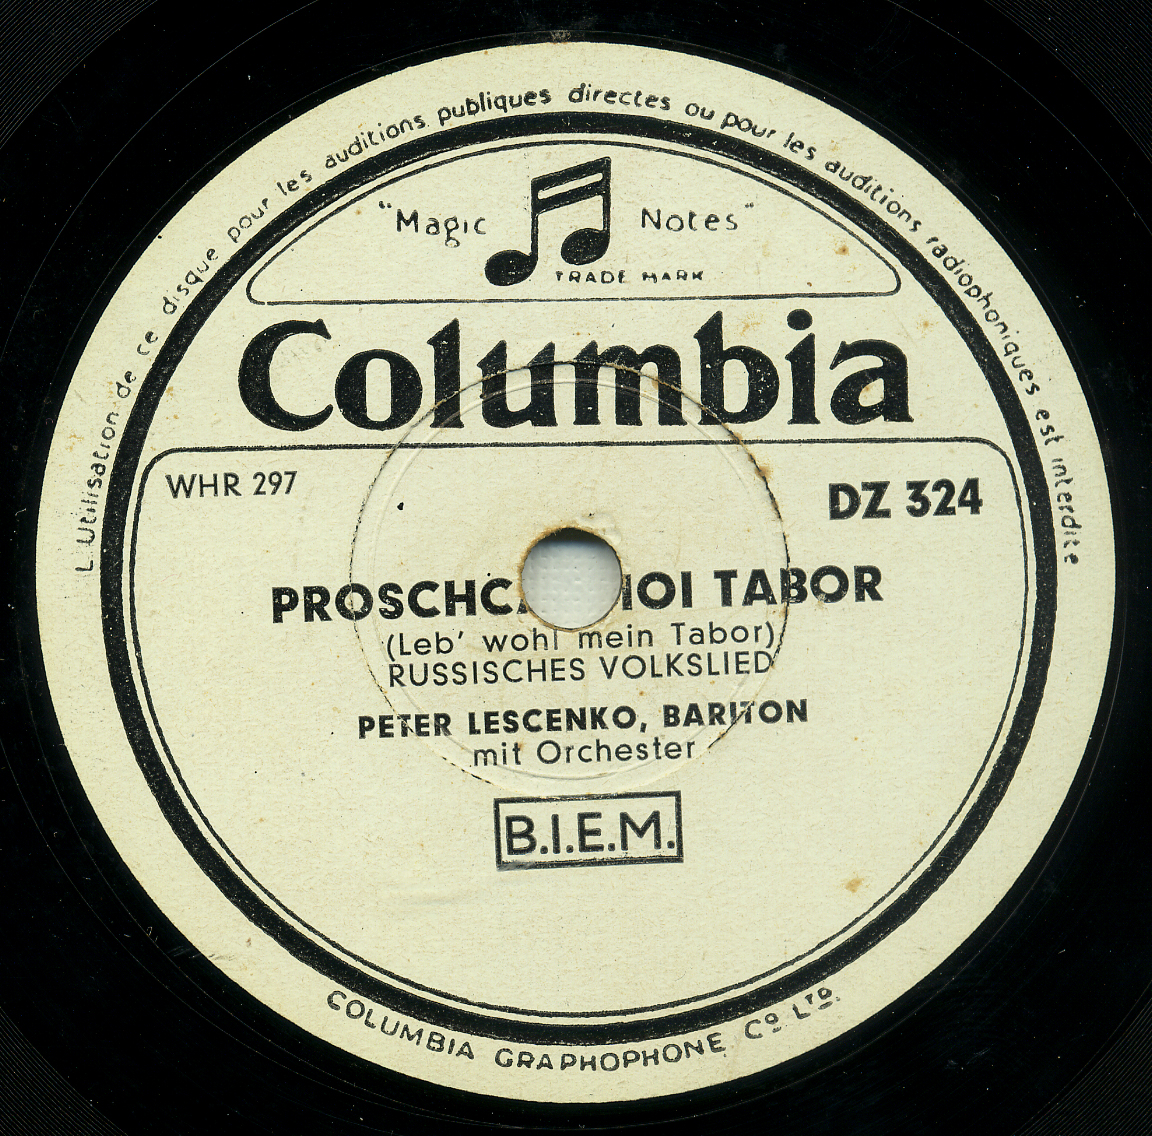 L'Utilisation de ce disque pour les auditions publiques directes ou pour les auditions radiophoniques est interdite
"Magic Notes"
TRADE MARK
Columbia
WHR 297
DZ 324
TABOR
(Leb' wohl mein Tabor)
RUSSISCHES VOLKSLIED
PETER LESCENKO, BARITON
mit Orchester
B.I.E.M.
COLUMBIA GRAPHOPHONE Cº LTD.